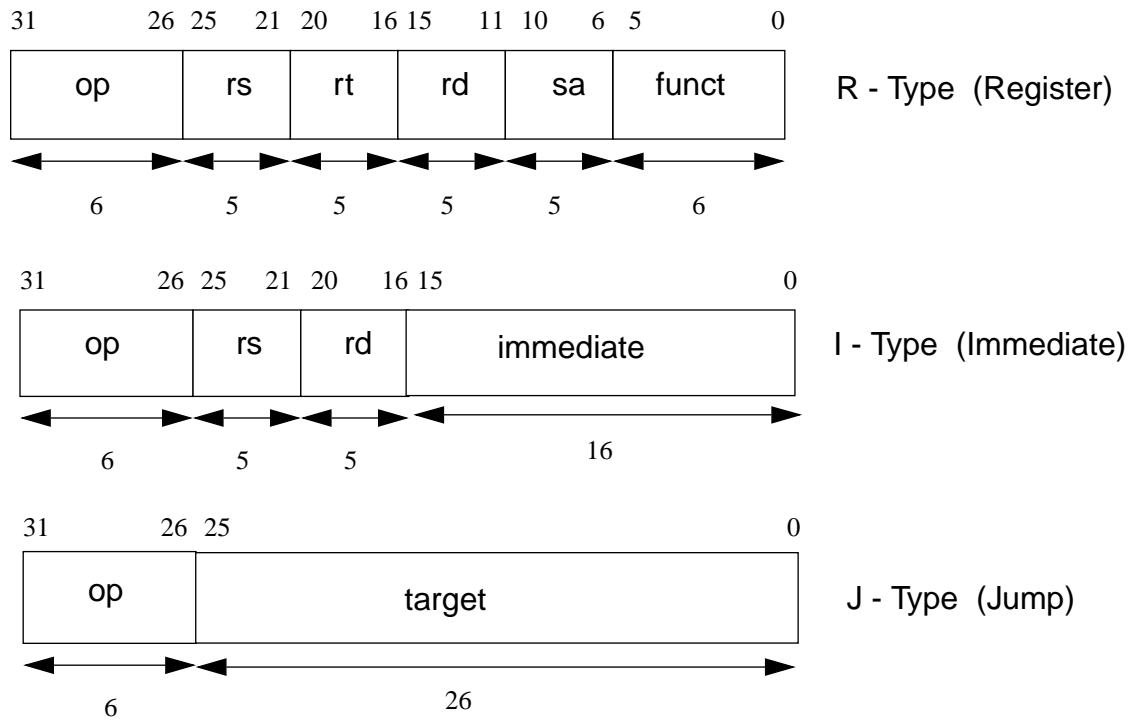 31 26 25 21 20 16 15 11 10 6 5 0
op rs rt rd sa funct R - Type (Register)
6 5 5 5 5 6
31 26 25 21 20 16 15 0
op rs rd immediate I - Type (Immediate)
6 5 5 16
31 26 25 0
op target J - Type (Jump)
6 26